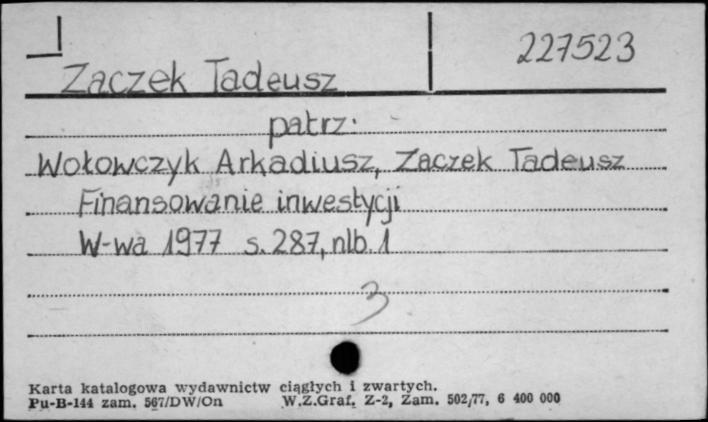 227523
Zaczek Tadeusz
patrz:
Wołowczyk Arkadiusz, Zaczek Tadeusz
Finansowanie inwestycji
W-wa 1977 s. 287, nlb. 1
3
Karta katalogowa wydawnictw ciągłych i zwartych.
Pu-B-144 zam. 567/DW/On W.Z.Graf. Z-2, Zam. 502/77, 6 400 000